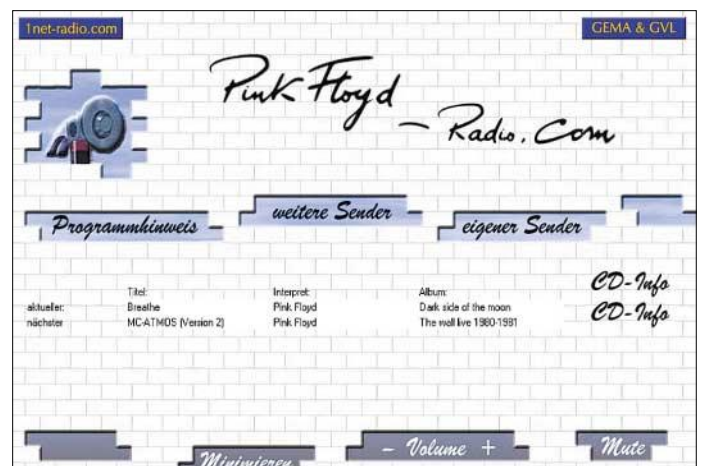 1net-radio.com GEMA & GVL
Pink Floyd
– Radio.Com
Programmhinweis weitere Sender eigener Sender
Titel: Interpret: Album: CD-Info
aktueller: Breathe Pink Floyd Dark side of the moon
nächster MC-ATMOS (Version 2) Pink Floyd The wall live 1980-1981 CD-Info
Minimieren - Volume + Mute